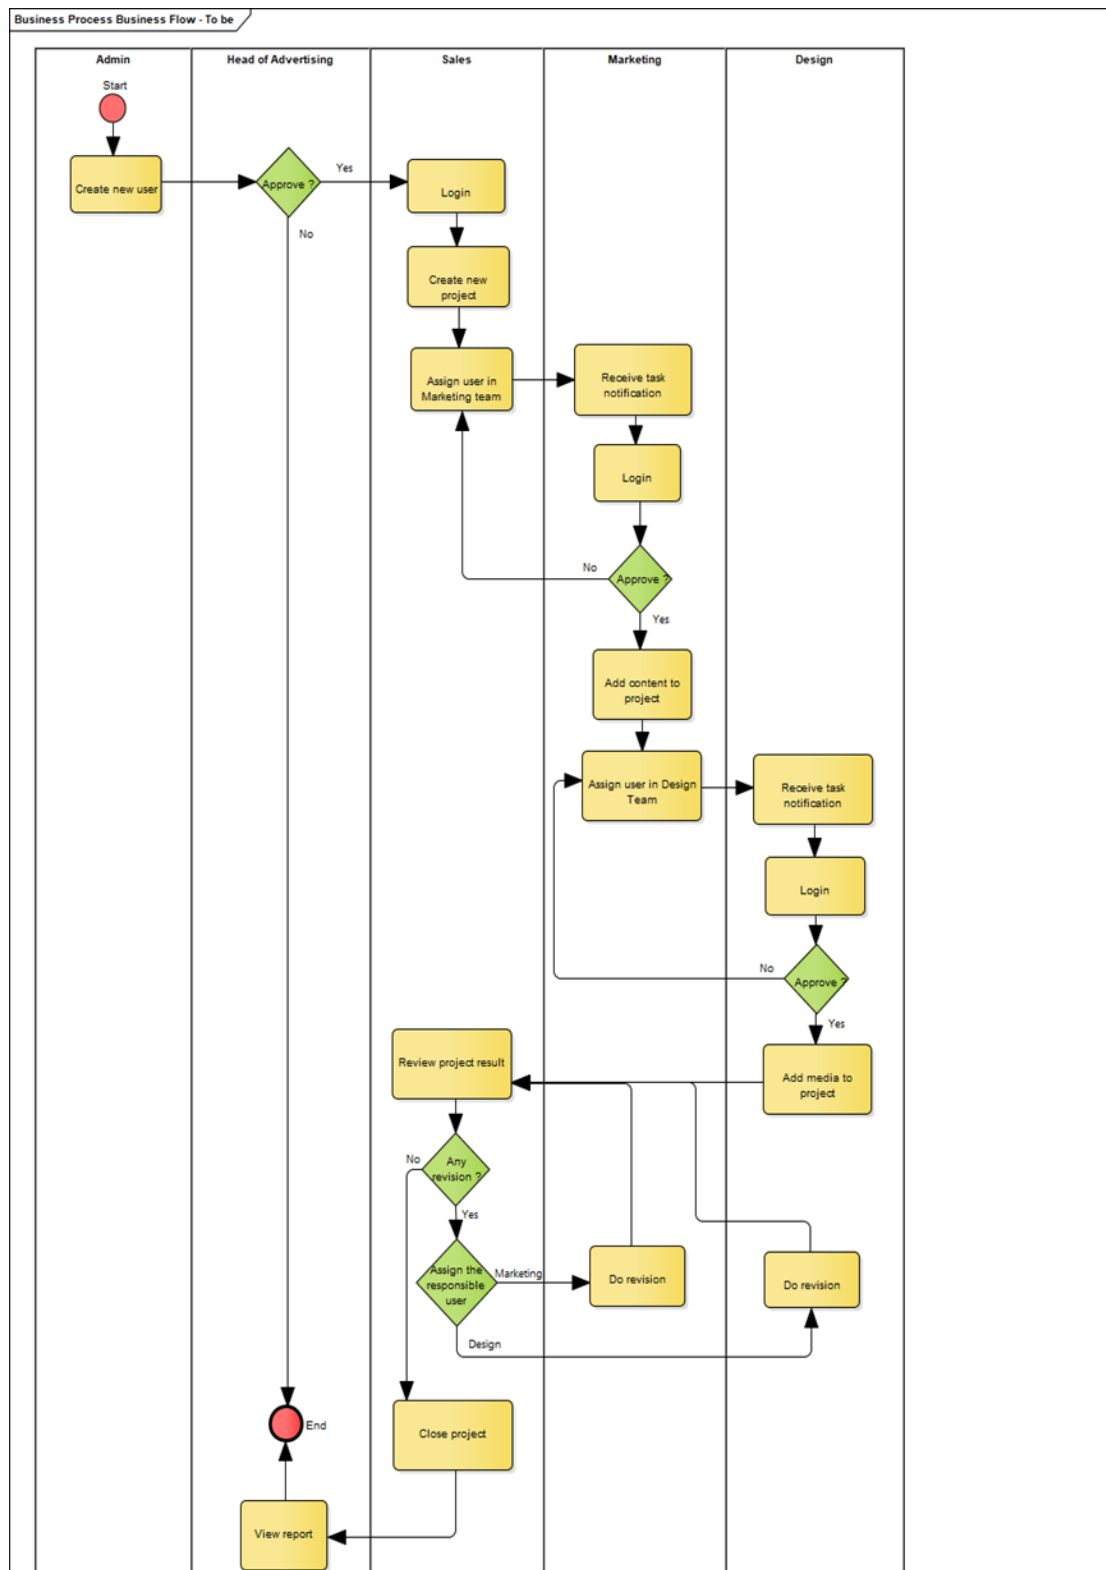 Business Process Business Flow - To be
Admin
Head of Advertising
Sales
Marketing
Design
Start
Create new user
Approve ?
Yes
No
Login
Create new
project
Assign user in
Marketing team
Receive task
notification
Login
Approve ?
No
Yes
Add content to
project
Assign user in Design
Team
Receive task
notification
Login
Approve ?
No
Yes
Add media to
project
Review project result
Any
revision ?
No
Yes
Assign the
responsible
user
Marketing
Do revision
Do revision
Design
End
Close project
View report